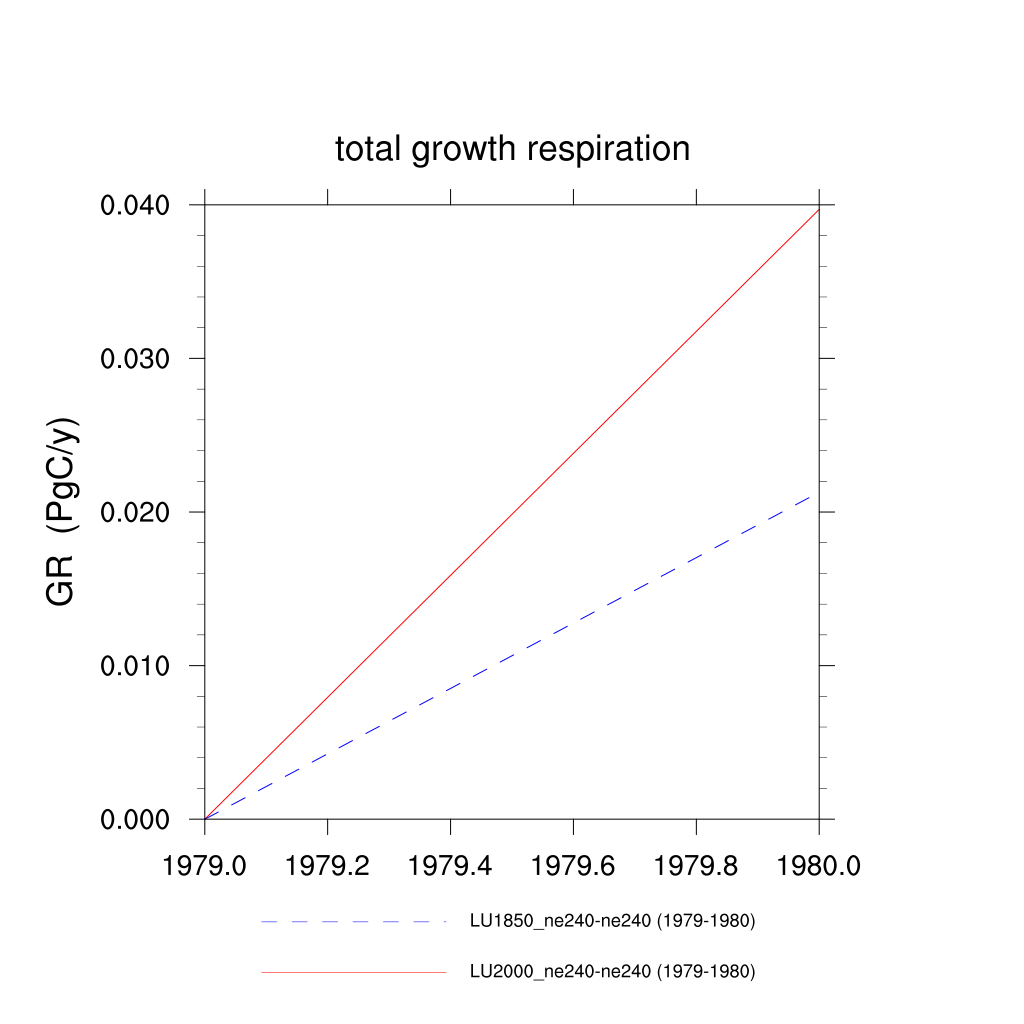 total growth respiration
0.040
0.030
0.020
0.010
0.000
GR (PgC/y)
1979.0 1979.2 1979.4 1979.6 1979.8 1980.0
LU1850_ne240-ne240 (1979-1980)
LU2000_ne240-ne240 (1979-1980)